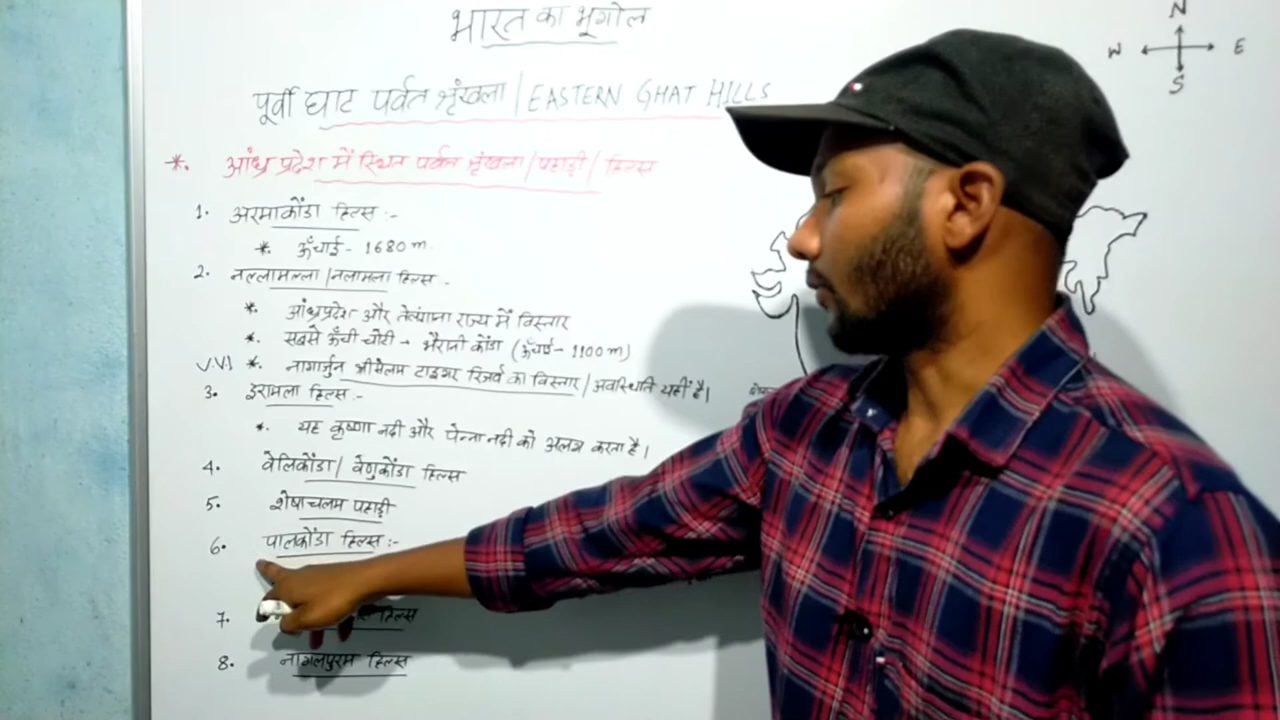 भारत का भूगोल
N
W E
S
पूर्वी घाट पर्वत श्रृंखला / EASTERN GHAT HILLS
*. आंध्र प्रदेश में स्थित पर्वत श्रृंखला / पहाड़ी / हिल्स
1. अरमाकोंडा हिल्स :-
*. ऊँचाई - 1680 m.
2. नल्लामल्ला / नलामला हिल्स -
*. आंध्रप्रदेश और तेलंगाना राज्य में विस्तार
*. सबसे ऊँची चोटी → भैरानी कोंडा (ऊँचाई - 1100 m)
V.V.I *. नागार्जुन श्रीसैलम टाइगर रिजर्व का विस्तार / अवस्थिति यहीं है।
3. इरामला हिल्स :-
*. यह कृष्णा नदी और पेन्ना नदी को अलग करता है।
4. वेलिकोंडा / वेणुकोंडा हिल्स
5. शेषाचलम पहाड़ी
6. पालकोंडा हिल्स :-
7. हिल्स
8. नागलपुरम हिल्स